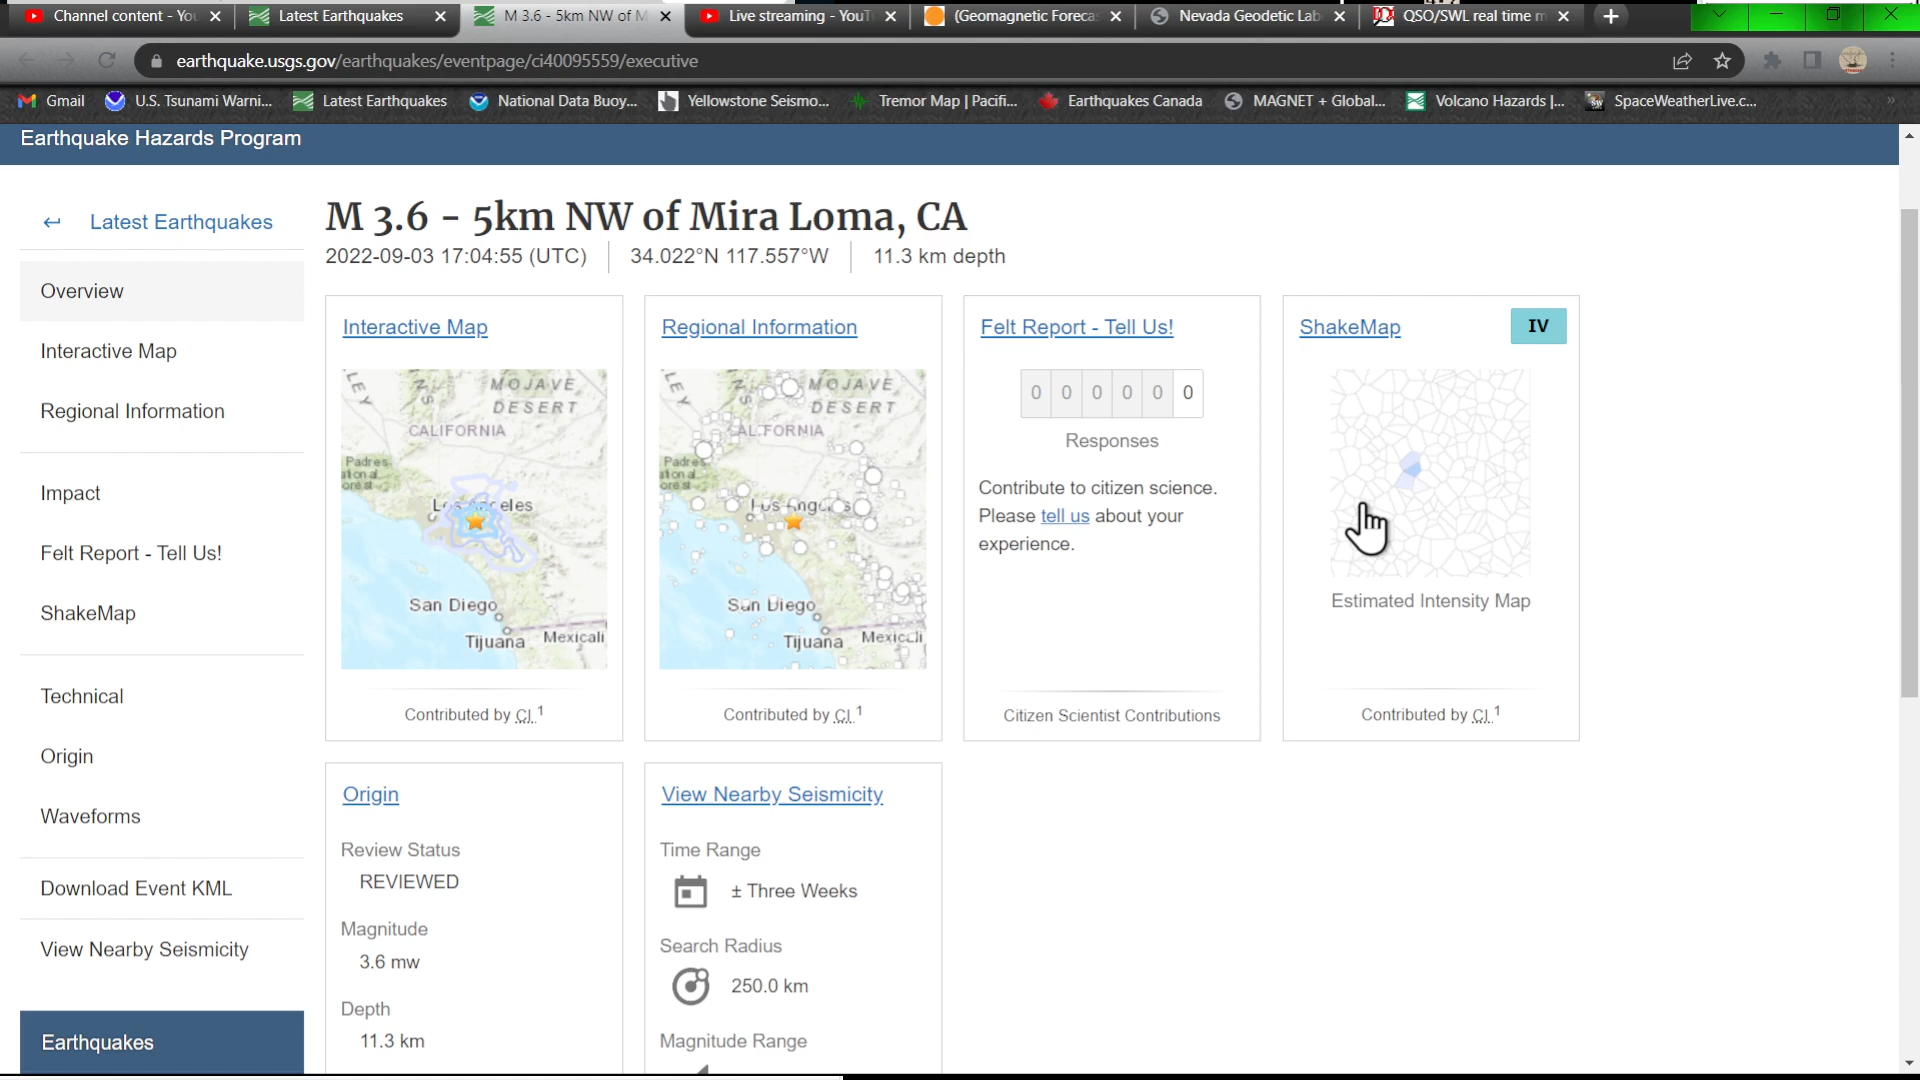 Channel content - You
Latest Earthquakes
M 3.6 - 5km NW of M
Live streaming - YouT
(Geomagnetic Foreca
Nevada Geodetic Lab
QSO/SWL real time m
earthquake.usgs.gov/earthquakes/eventpage/ci40095559/executive
Gmail
U.S. Tsunami Warni...
Latest Earthquakes
National Data Buoy...
Yellowstone Seismo...
Tremor Map | Pacifi...
Earthquakes Canada
MAGNET + Global...
Volcano Hazards |...
SpaceWeatherLive.c...
Earthquake Hazards Program
Latest Earthquakes
Overview
Interactive Map
Regional Information
Impact
Felt Report - Tell Us!
ShakeMap
Technical
Origin
Waveforms
Download Event KML
View Nearby Seismicity
Earthquakes
M 3.6 - 5km NW of Mira Loma, CA
2022-09-03 17:04:55 (UTC)
34.022°N 117.557°W
11.3 km depth
Interactive Map
MOJAVE
DESERT
CALIFORNIA
Padres
Los Angeles
San Diego
Tijuana
Mexicali
Contributed by CI 1
Regional Information
MOJAVE
DESERT
Padres
San Diego
Tijuana
Contributed by CI 1
Felt Report - Tell Us!
0 0 0 0 0 0
Responses
Contribute to citizen science.
Please tell us about your
experience.
Citizen Scientist Contributions
ShakeMap
IV
Estimated Intensity Map
Contributed by CI 1
Origin
Review Status
REVIEWED
Magnitude
3.6 mw
Depth
11.3 km
View Nearby Seismicity
Time Range
± Three Weeks
Search Radius
250.0 km
Magnitude Range